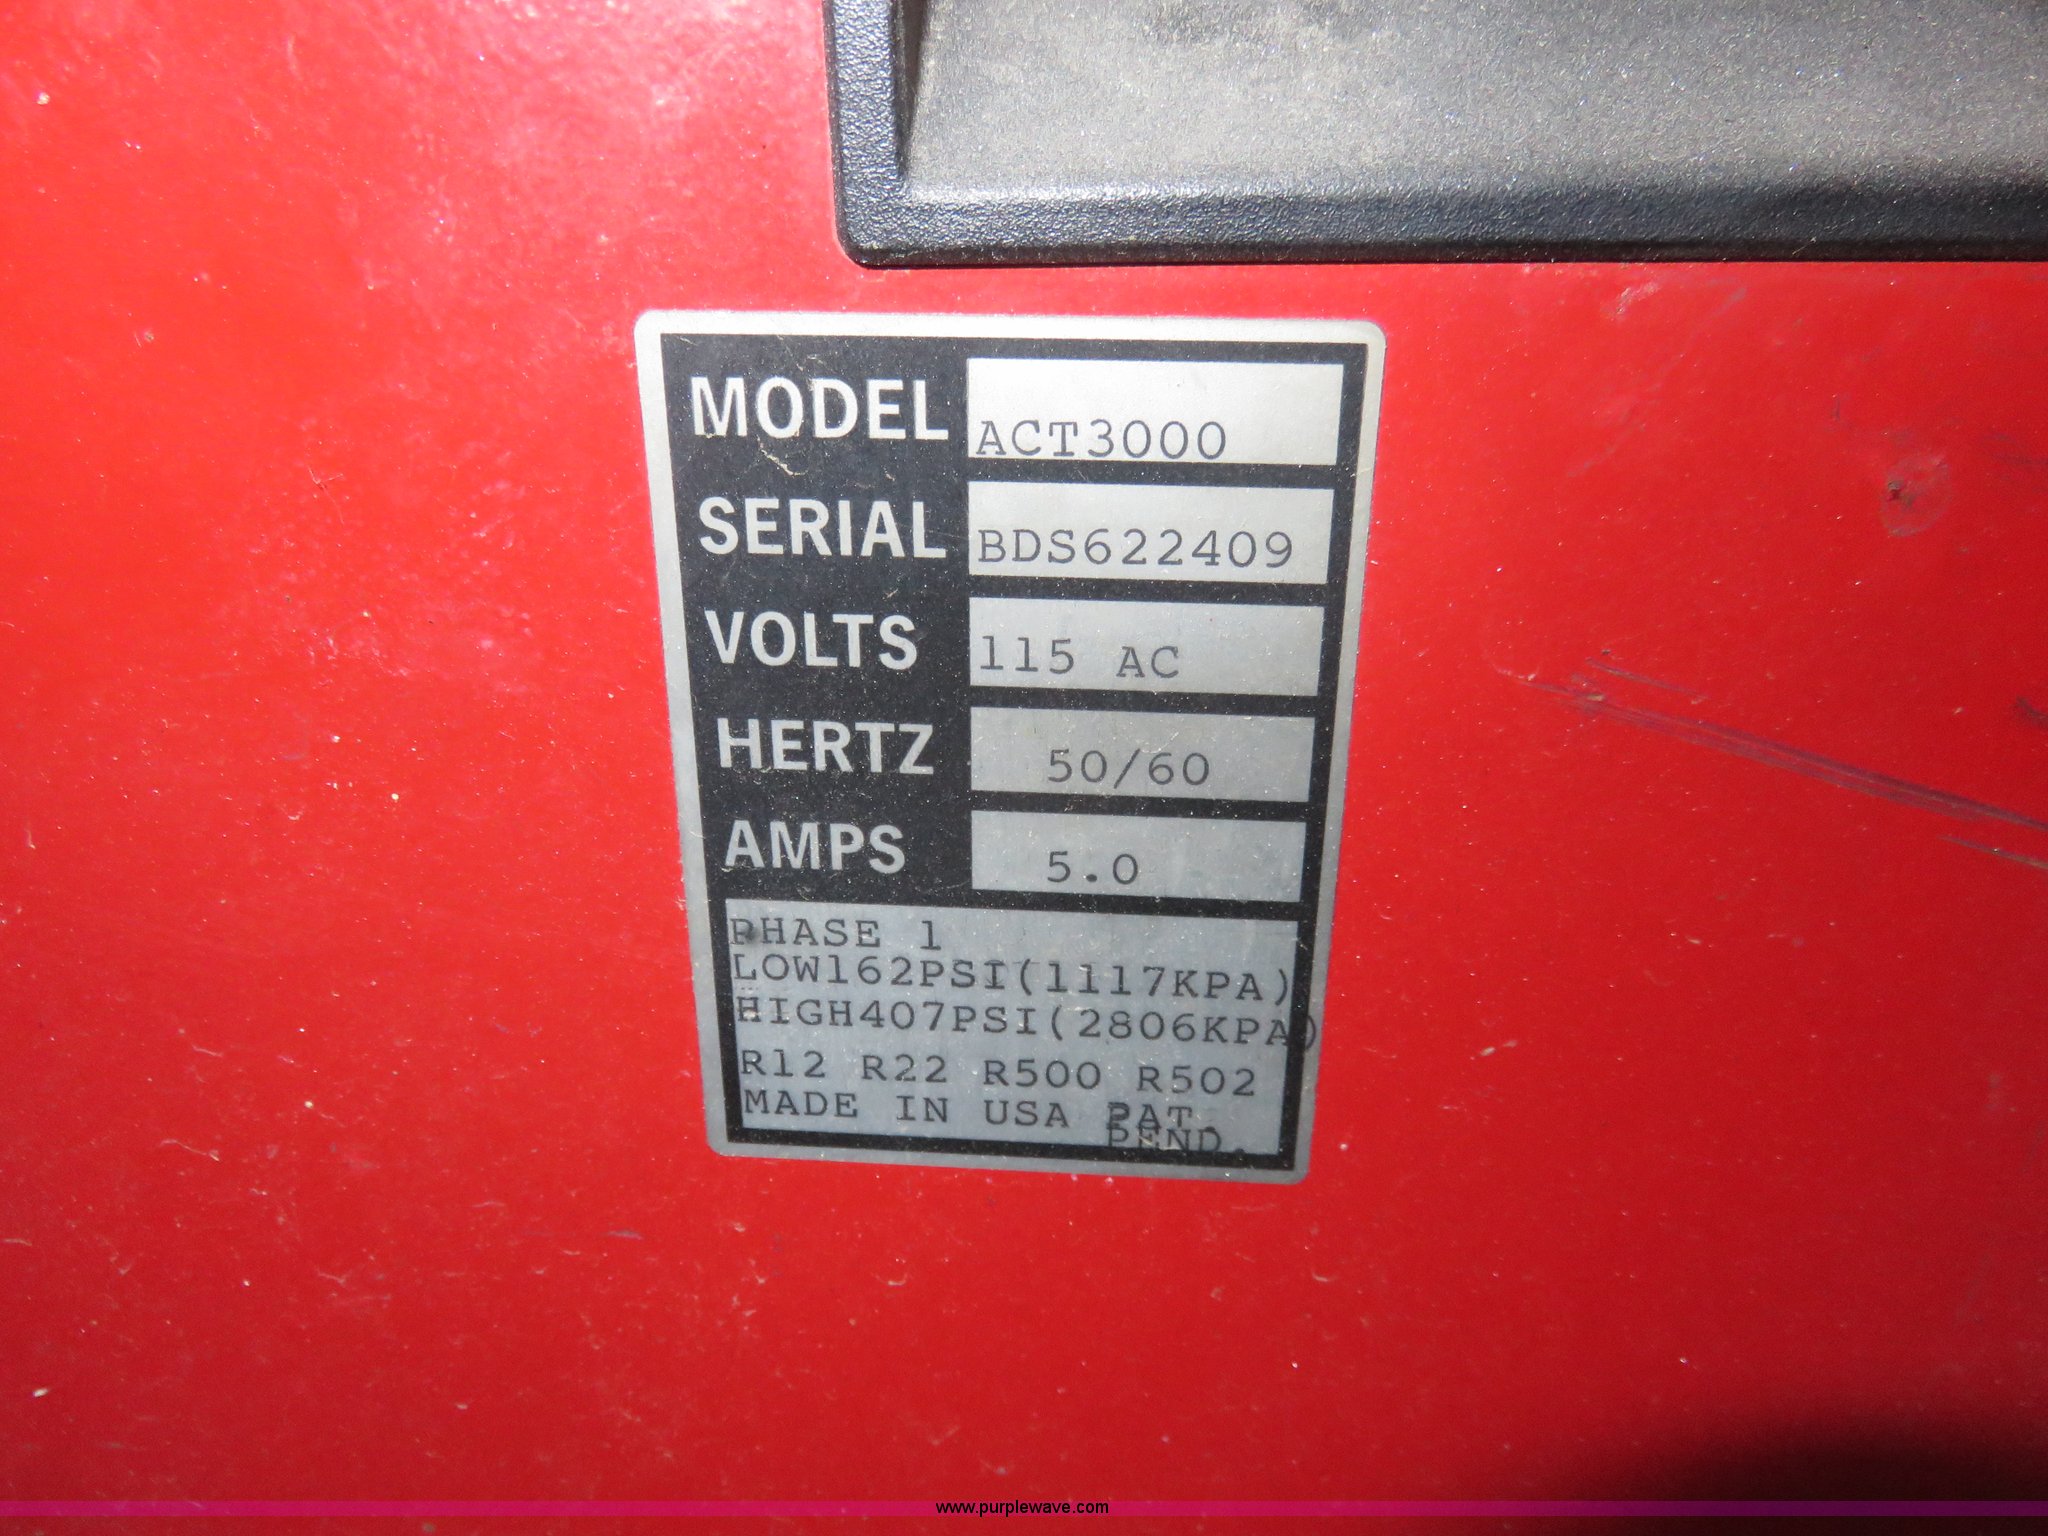 MODEL ACT3000
SERIAL BDS622409
VOLTS 115 AC
HERTZ 50/60
AMPS 5.0
PHASE 1
LOW162PSI(1117KPA)
HIGH407PSI(2806KPA)
R12 R22 R500 R502
MADE IN USA PAT.
PEND.
www.purplewave.com